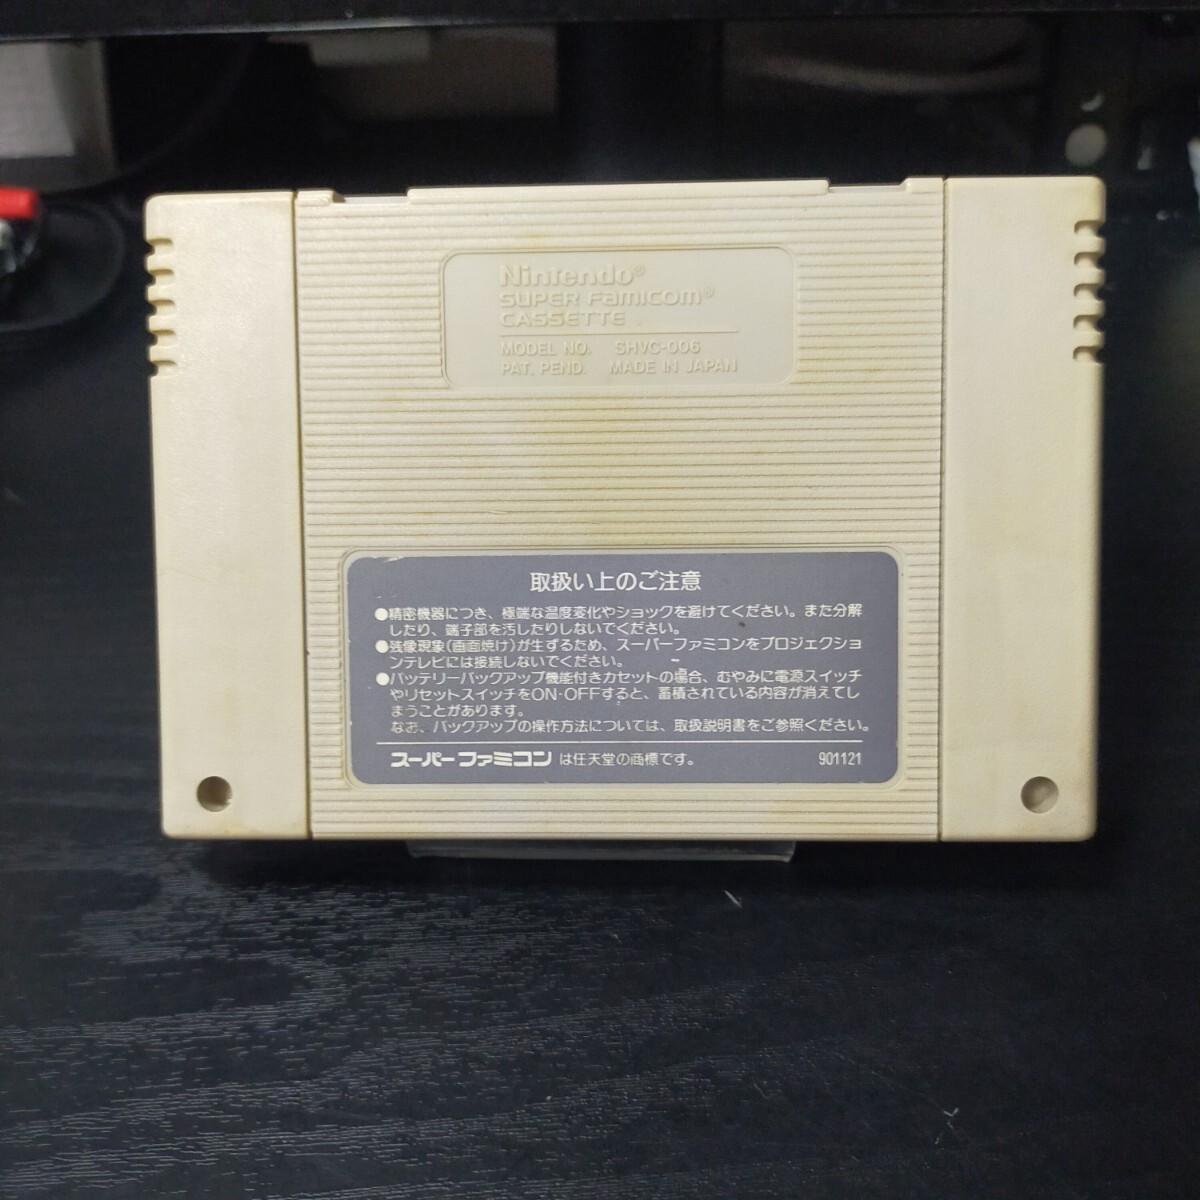 Nintendo®
SUPER FAMICOM®
CASSETTE
MODEL NO. SHVC-006
PAT. PEND. MADE IN JAPAN
取扱い上のご注意
●精密機器につき、極端な温度変化やショックを避けてください。また分解
したり、端子部を汚したりしないでください。
●残像現象(画面焼け)が生ずるため、スーパーファミコンをプロジェクショ
ンテレビには接続しないでください。
●バッテリーバックアップ機能付きカセットの場合、むやみに電源スイッチ
やリセットスイッチをON·OFFすると、蓄積されている内容が消えてし
まうことがあります。
なお、バックアップの操作方法については、取扱説明書をご参照ください。
スーパーファミコン は任天堂の商標です。 901121